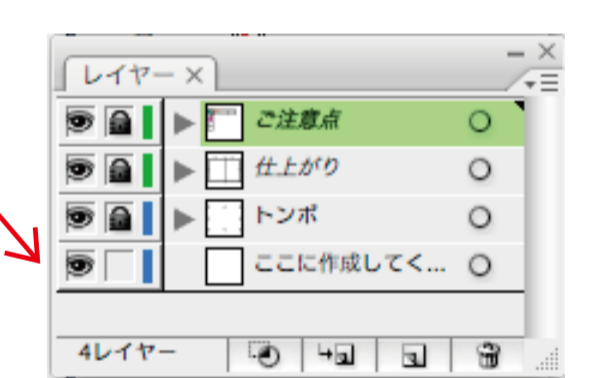 レイヤー
ご注意点
仕上がり
トンボ
ここに作成してく...
4レイヤー